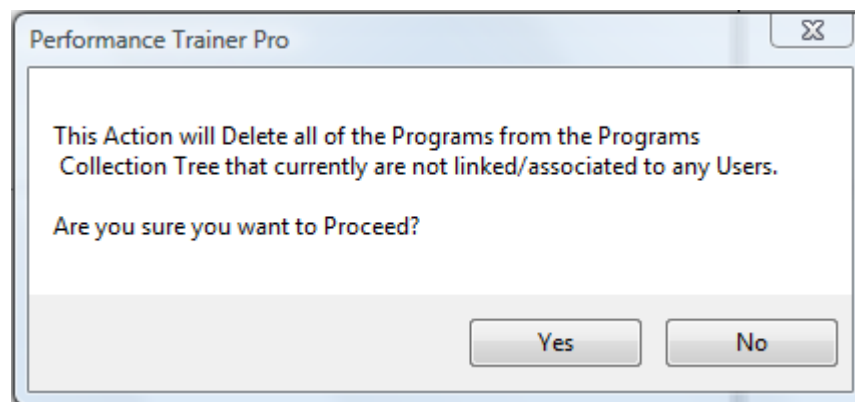 Performance Trainer Pro
This Action will Delete all of the Programs from the Programs
Collection Tree that currently are not linked/associated to any Users.
Are you sure you want to Proceed?
Yes No